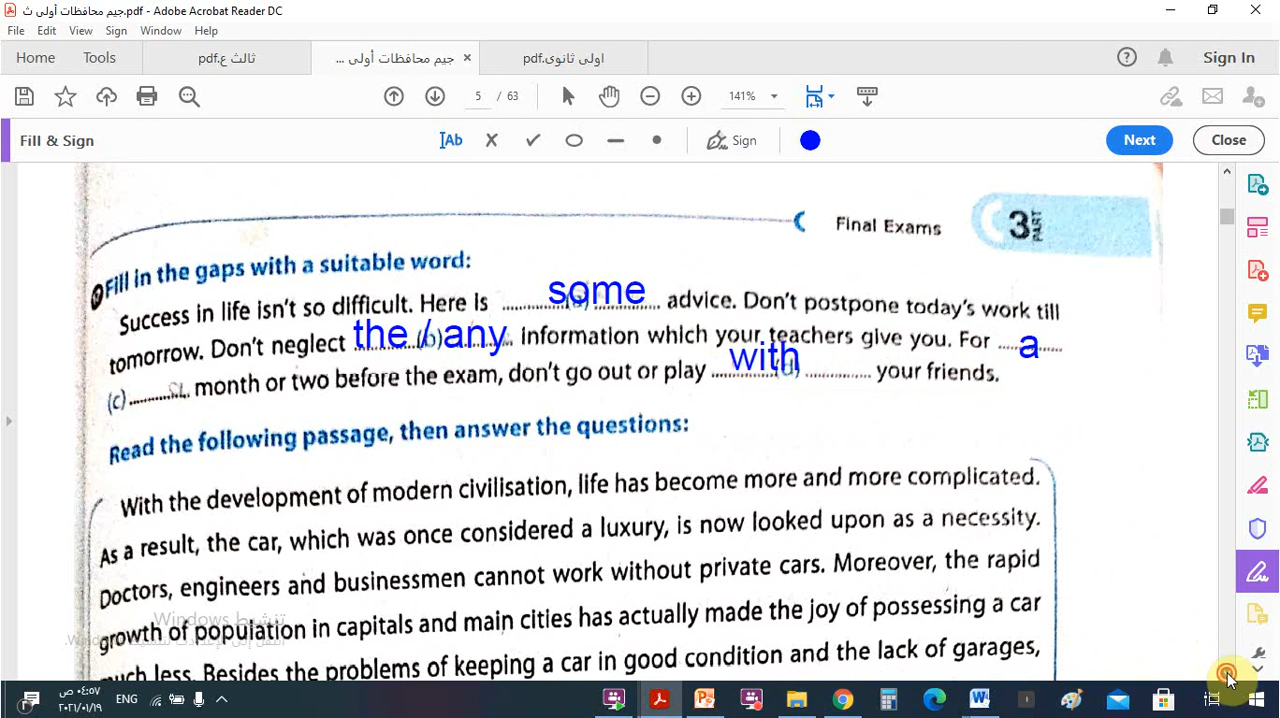 جيم محافظات أولى ث.pdf - Adobe Acrobat Reader DC
File Edit View Sign Window Help
Home Tools ثالث ع.pdf جيم محافظات أولى ... × اولى ثانوى.pdf Sign In
5 / 63 141%
Fill & Sign Ab Sign Next Close
Final Exams 3 PART
Fill in the gaps with a suitable word:
Success in life isn't so difficult. Here is some advice. Don't postpone today's work till
tomorrow. Don't neglect the / any (b) information which your teachers give you. For a
(c) month or two before the exam, don't go out or play with (d) your friends.
Read the following passage, then answer the questions:
With the development of modern civilisation, life has become more and more complicated.
As a result, the car, which was once considered a luxury, is now looked upon as a necessity.
Doctors, engineers and businessmen cannot work without private cars. Moreover, the rapid
growth of population in capitals and main cities has actually made the joy of possessing a car
much less. Besides the problems of keeping a car in good condition and the lack of garages,
تنشيط Windows
ENG ٠٤:٥٧ ص
٢٠٢١/٠١/١٩